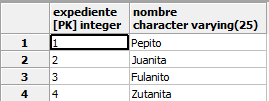 expediente nombre
[PK] integer character varying(25)
1 1 Pepito
2 2 Juanita
3 3 Fulanito
4 4 Zutanita